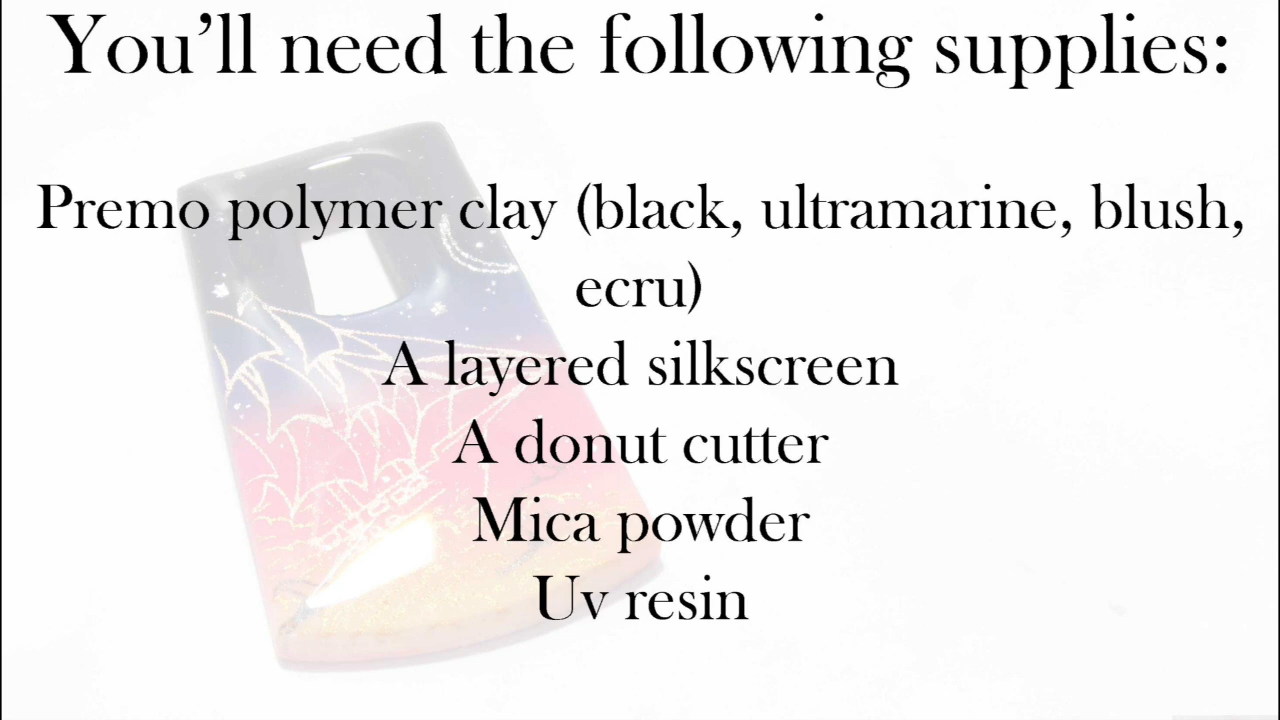 You’ll need the following supplies:
Premo polymer clay (black, ultramarine, blush,
ecru)
A layered silkscreen
A donut cutter
Mica powder
Uv resin